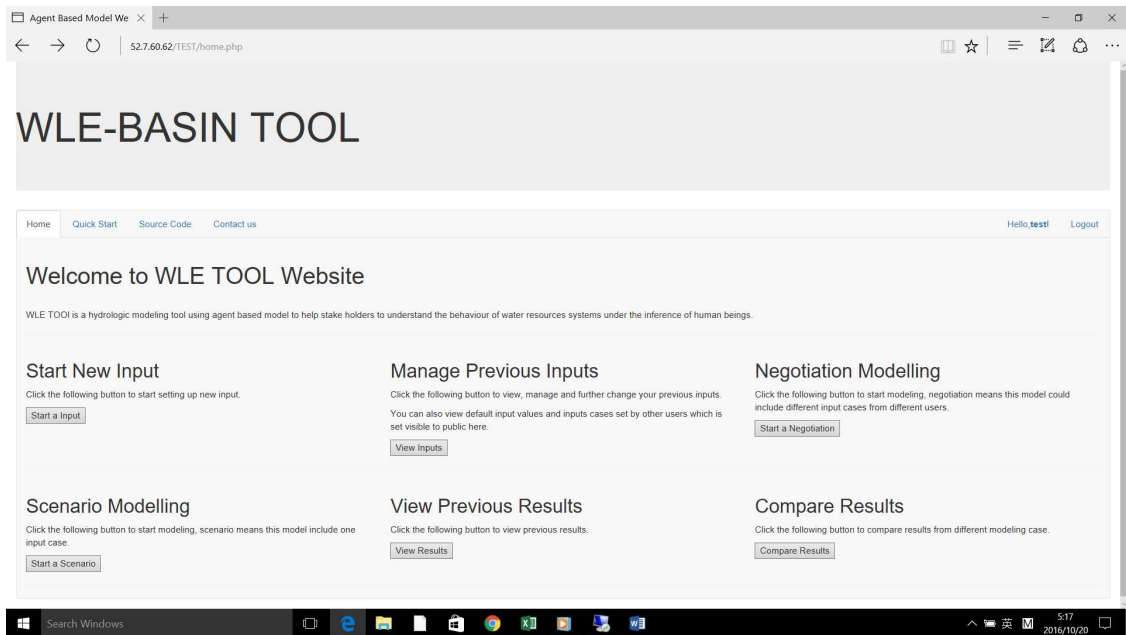 Agent Based Model We
52.7.60.62/TEST/home.php
WLE-BASIN TOOL
Home Quick Start Source Code Contact us Hello,test! Logout
Welcome to WLE TOOL Website
WLE TOOl is a hydrologic modeling tool using agent based model to help stake holders to understand the behaviour of water resources systems under the inference of human beings.
Start New Input
Click the following button to start setting up new input.
Start a Input
Manage Previous Inputs
Click the following button to view, manage and further change your previous inputs.
You can also view default input values and inputs cases set by other users which is
set visible to public here.
View Inputs
Negotiation Modelling
Click the following button to start modeling, negotiation means this model could
include different input cases from different users.
Start a Negotiation
Scenario Modelling
Click the following button to start modeling, scenario means this model include one
input case.
Start a Scenario
View Previous Results
Click the following button to view previous results.
View Results
Compare Results
Click the following button to compare results from different modeling case.
Compare Results
Search Windows
英 M
5:17
2016/10/20